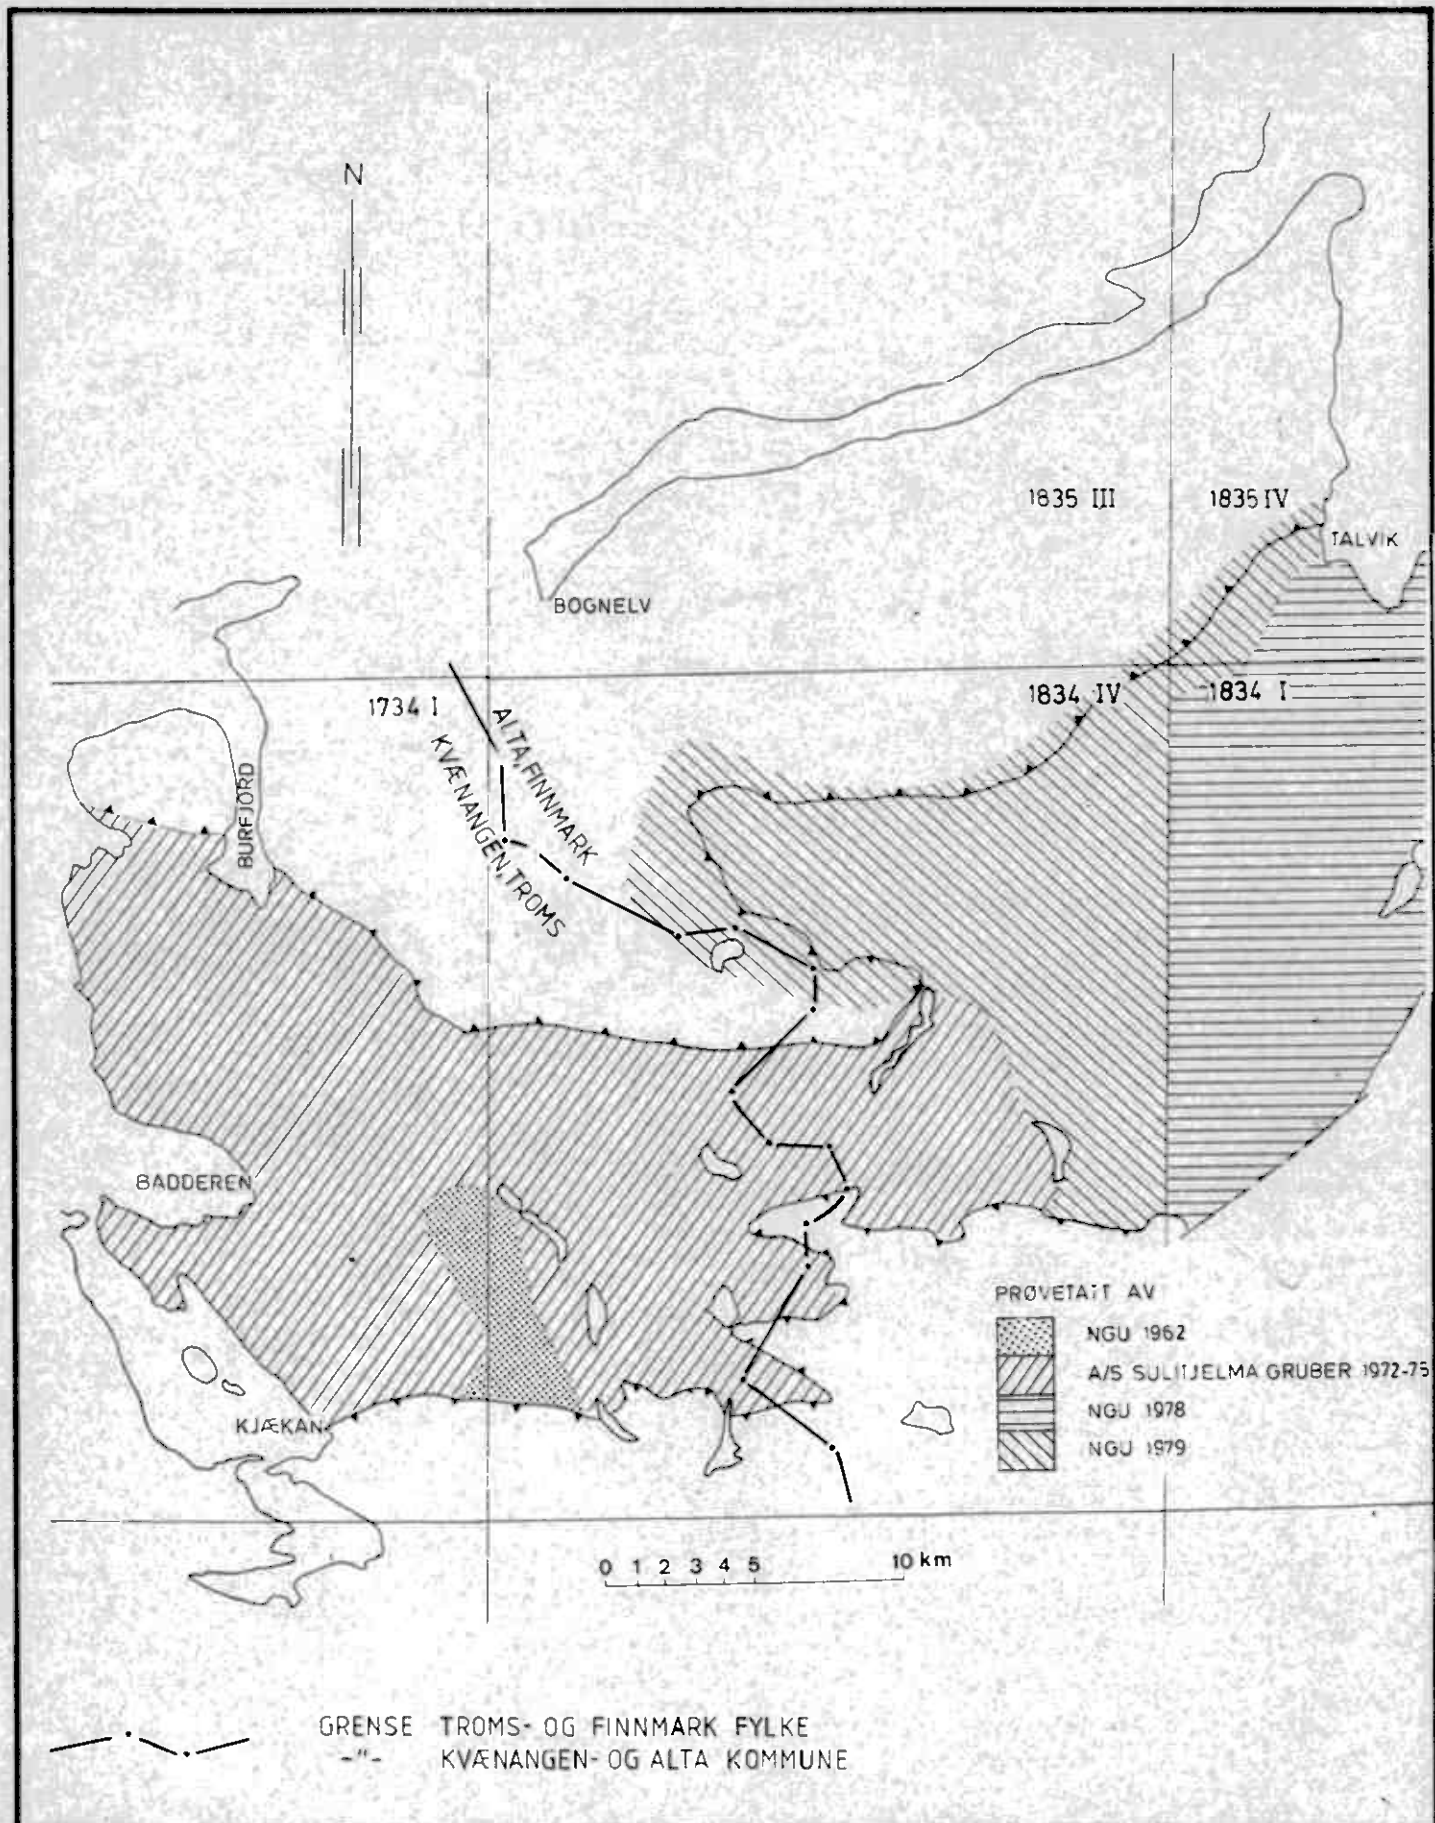 N
1835 III
1835 IV
TALVIK
BOGNELV
1734 I
1834 IV
1834 I
ALTA, FINNMARK
KVÆNANGEN, TROMS
BURFJORD
BADDEREN
KJÆKAN
PRØVETATT AV
NGU 1962
A/S SULITJELMA GRUBER 1972-75
NGU 1978
NGU 1979
0 1 2 3 4 5 10 km
GRENSE TROMS- OG FINNMARK FYLKE
-"- KVÆNANGEN- OG ALTA KOMMUNE